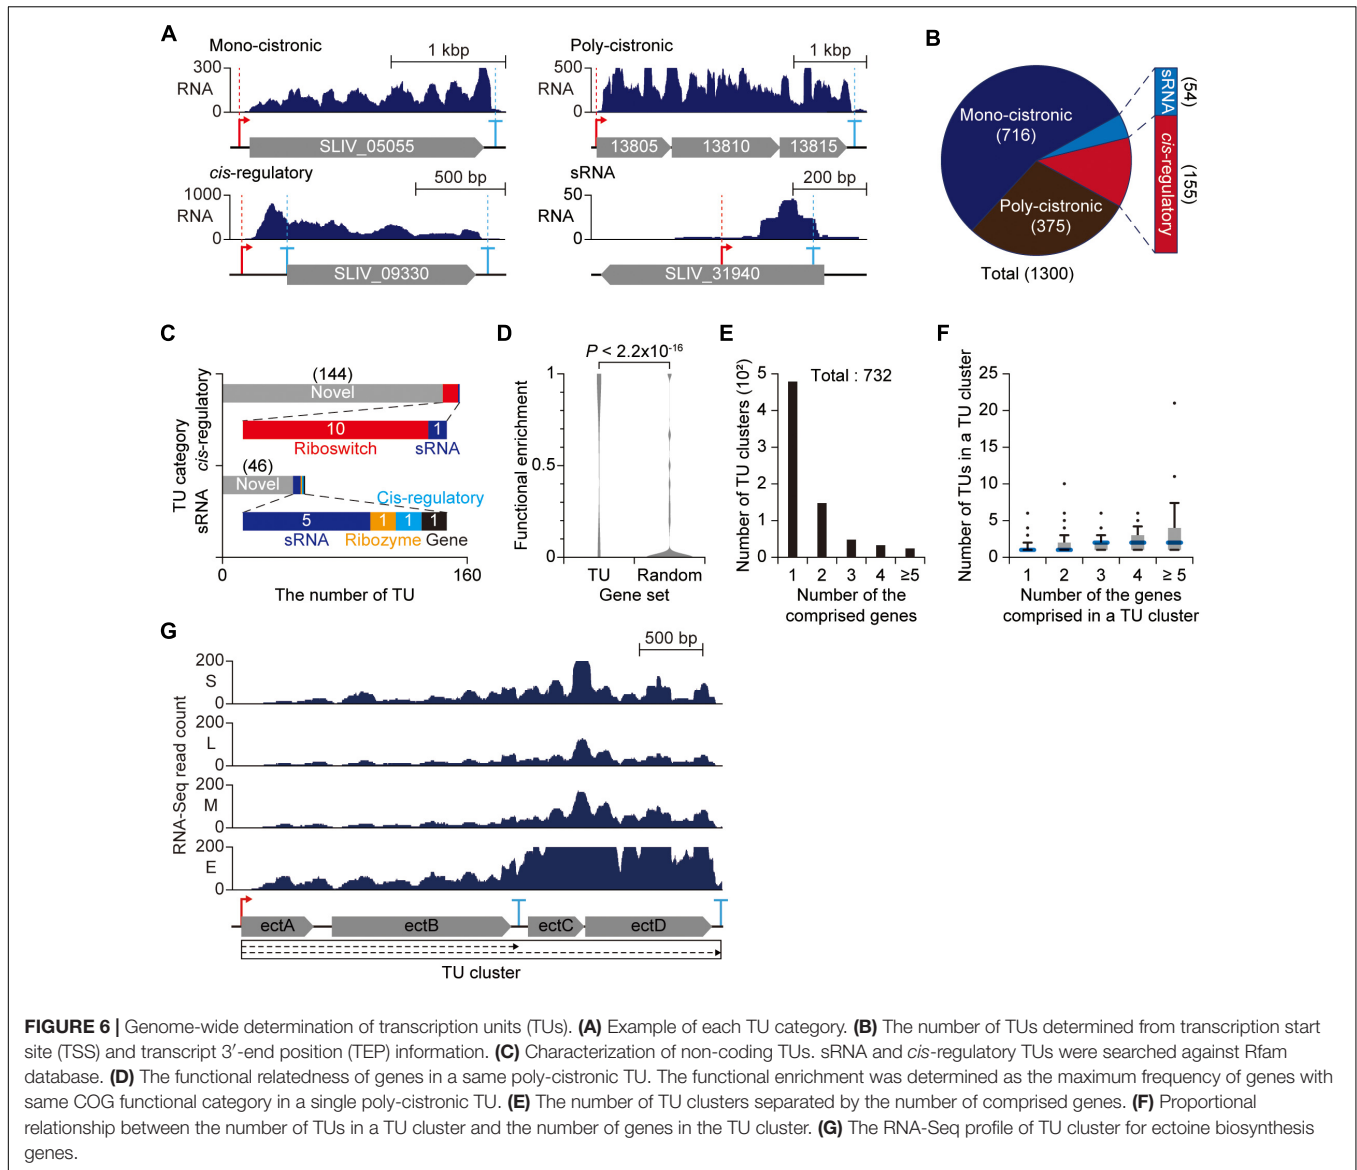 A
Mono-cistronic
1 kbp
300
RNA
0
SLIV_05055
Poly-cistronic
1 kbp
500
RNA
0
13805 13810 13815
cis-regulatory
500 bp
1000
RNA
0
SLIV_09330
sRNA
200 bp
50
RNA
0
SLIV_31940
B
Mono-cistronic
(716)
Poly-cistronic
(375)
sRNA
(54)
cis-regulatory
(155)
Total (1300)
C
TU category
cis-regulatory
sRNA
(144)
Novel
10 1
Riboswitch sRNA
(46)
Novel
Cis-regulatory
5 1 1 1
sRNA Ribozyme Gene
0 160
The number of TU
D
P < 2.2x10-16
Functional enrichment
1
0.5
0
TU Random
Gene set
E
Number of TU clusters (10²)
Total : 732
5
4
3
2
1
0
1 2 3 4 ≥5
Number of the
comprised genes
F
Number of TUs in a TU cluster
25
20
15
10
5
0
1 2 3 4 ≥ 5
Number of the genes
comprised in a TU cluster
G
500 bp
RNA-Seq read count
200
S
0
200
L
0
200
M
0
200
E
0
ectA ectB ectC ectD
TU cluster
FIGURE 6 | Genome-wide determination of transcription units (TUs). (A) Example of each TU category. (B) The number of TUs determined from transcription start
site (TSS) and transcript 3′-end position (TEP) information. (C) Characterization of non-coding TUs. sRNA and cis-regulatory TUs were searched against Rfam
database. (D) The functional relatedness of genes in a same poly-cistronic TU. The functional enrichment was determined as the maximum frequency of genes with
same COG functional category in a single poly-cistronic TU. (E) The number of TU clusters separated by the number of comprised genes. (F) Proportional
relationship between the number of TUs in a TU cluster and the number of genes in the TU cluster. (G) The RNA-Seq profile of TU cluster for ectoine biosynthesis
genes.